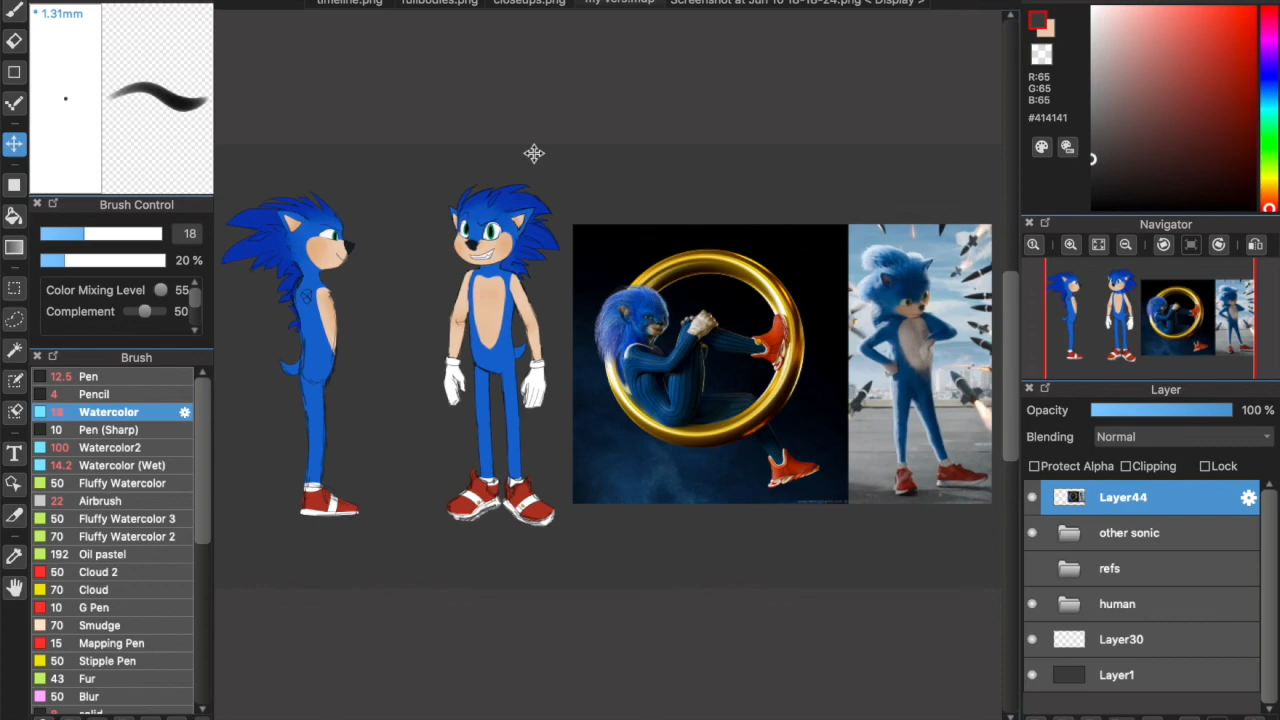 timeline.png
fullbodies.png
closeups.png
my vers.mdp
Screenshot at Jun 10 18-18-24.png < Display >
* 1.31mm
Brush Control
18
20 %
Color Mixing Level 55
Complement 50
Brush
12.5 Pen
4 Pencil
18 Watercolor
10 Pen (Sharp)
100 Watercolor2
14.2 Watercolor (Wet)
50 Fluffy Watercolor
22 Airbrush
50 Fluffy Watercolor 3
70 Fluffy Watercolor 2
192 Oil pastel
50 Cloud 2
70 Cloud
10 G Pen
70 Smudge
15 Mapping Pen
50 Stipple Pen
43 Fur
50 Blur
solid
R:65
G:65
B:65
#414141
Navigator
Layer
Opacity 100 %
Blending Normal
Protect Alpha Clipping Lock
Layer44
other sonic
refs
human
Layer30
Layer1